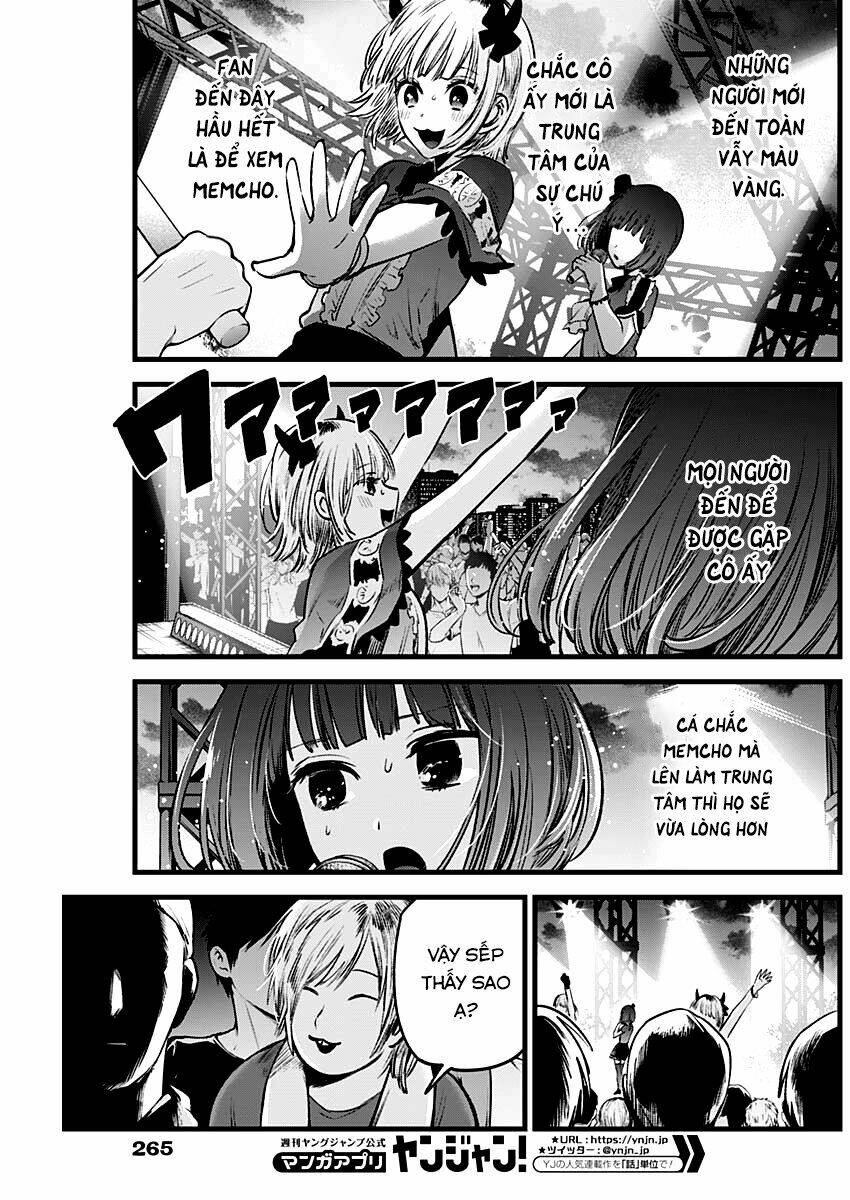 NHỮNG
NGƯỜI MỚI
ĐẾN TOÀN
VẪY MÀU
VÀNG.
CHẮC CÔ
ẤY MỚI LÀ
TRUNG
TÂM CỦA
SỰ CHÚ
Ý...
FAN
ĐẾN ĐÂY
HẦU HẾT
LÀ ĐỂ XEM
MEMCHO.
ワァァァァァァァ
MỌI NGƯỜI
ĐẾN ĐỂ
ĐƯỢC GẶP
CÔ ẤY
CÁ CHẮC
MEMCHO MÀ
LÊN LÀM TRUNG
TÂM THÌ HỌ SẼ
VỪA LÒNG HƠN
VẬY SẾP
THẤY SAO
Ạ?
265
週刊ヤングジャンプ公式
マンガアプリ
ヤンジャン!
★URL:https://ynjn.jp
★ツイッター:@ynjn_jp
YJの人気連載作を「話」単位で!